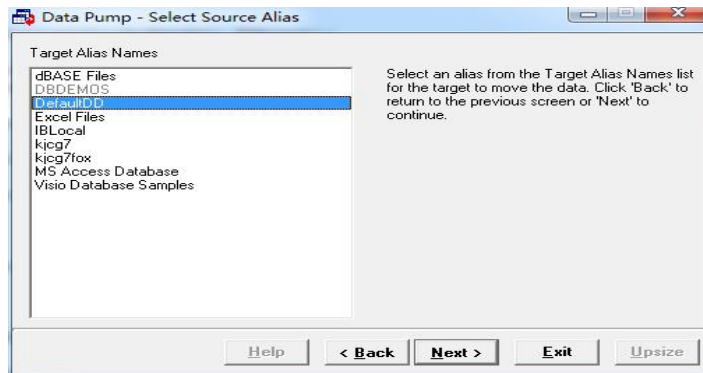 Data Pump - Select Source Alias
Target Alias Names
dBASE Files
DBDEMOS
DefaultDD
Excel Files
IBLocal
kjcg7
kjcg7fox
MS Access Database
Visio Database Samples
Select an alias from the Target Alias Names list
for the target to move the data. Click 'Back' to
return to the previous screen or 'Next' to
continue.
Help
< Back
Next >
Exit
Upsize